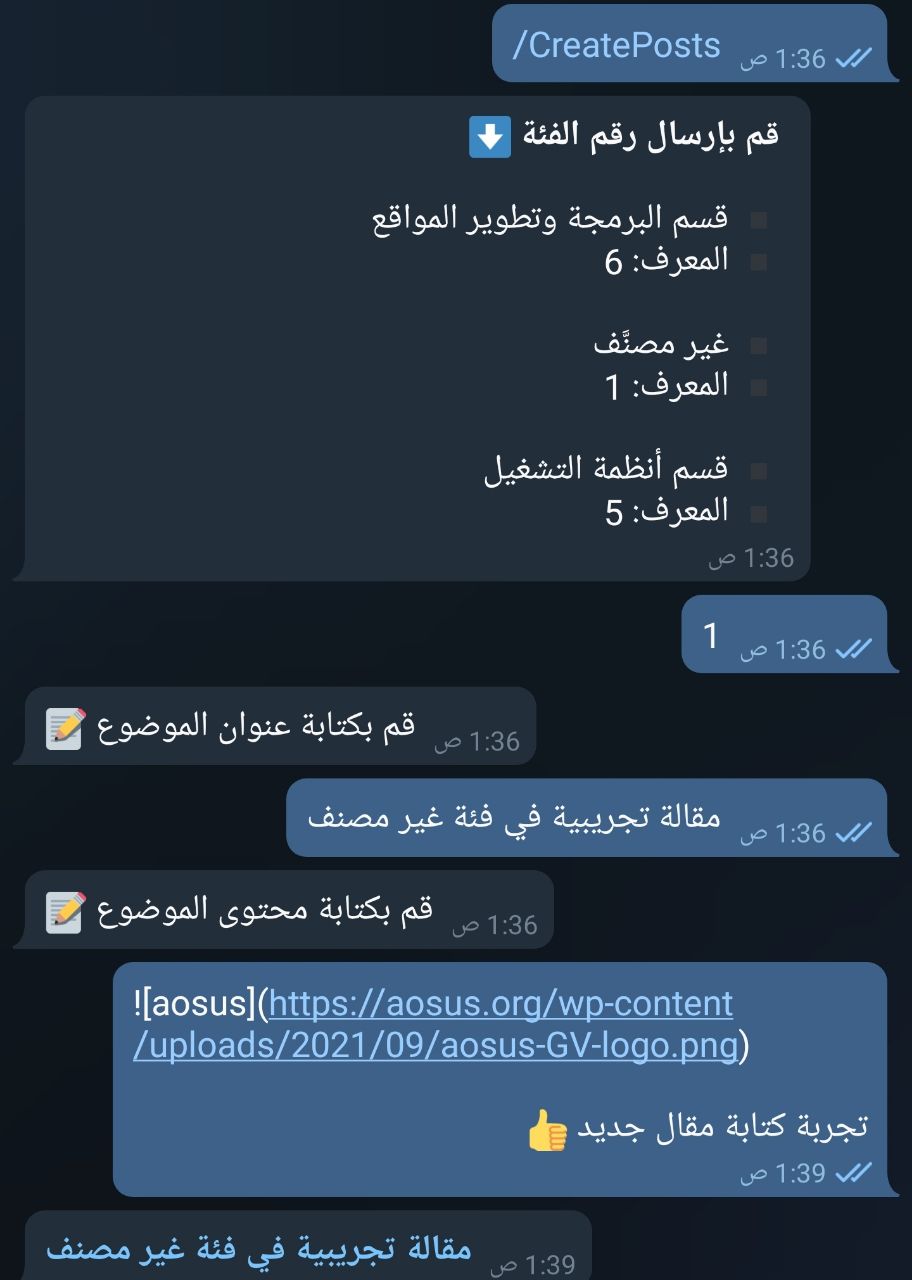 /CreatePosts
1:36 ص
قم بإرسال رقم الفئة ⬇️
▪️ قسم البرمجة وتطوير المواقع
▪️ المعرف: 6
▪️ غير مصنَّف
▪️ المعرف: 1
▪️ قسم أنظمة التشغيل
▪️ المعرف: 5
1:36 ص
1
1:36 ص
قم بكتابة عنوان الموضوع 📝
1:36 ص
مقالة تجريبية في فئة غير مصنف
1:36 ص
قم بكتابة محتوى الموضوع 📝
1:36 ص
![aosus](https://aosus.org/wp-content
/uploads/2021/09/aosus-GV-logo.png)
تجربة كتابة مقال جديد 👍
1:39 ص
مقالة تجريبية في فئة غير مصنف
1:39 ص